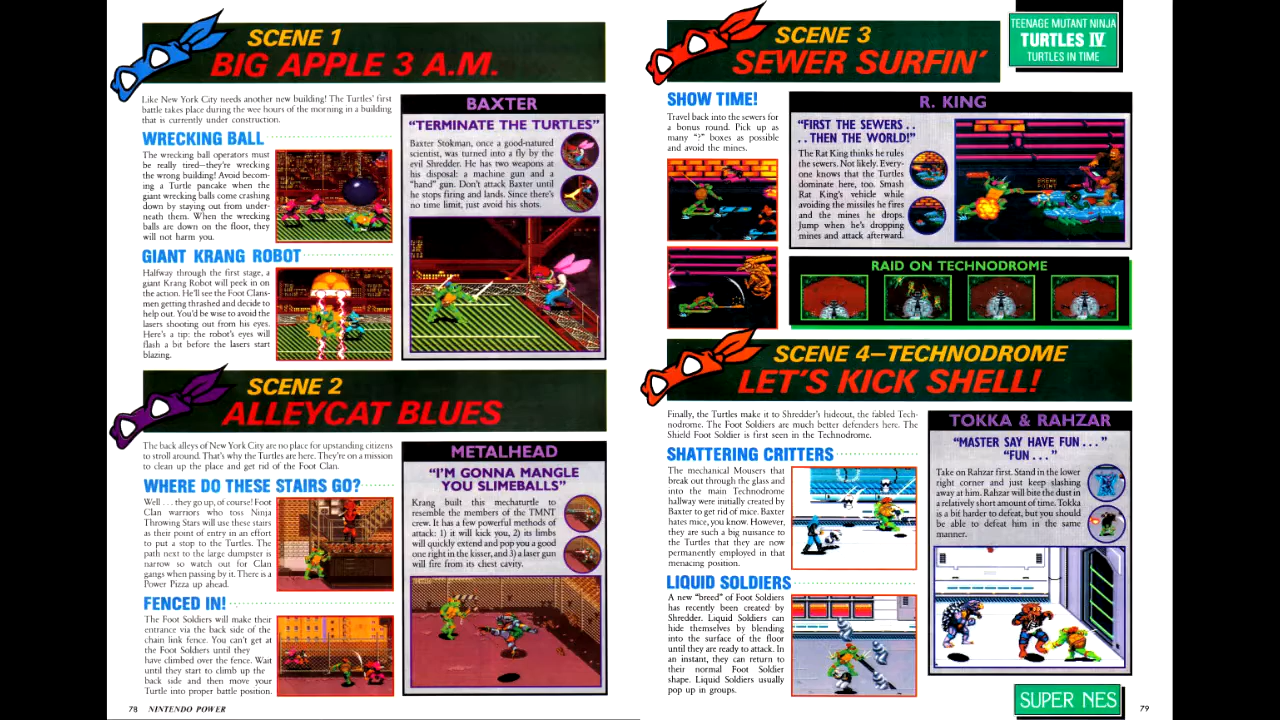 SCENE 1
BIG APPLE 3 A.M.
Like New York City needs another new building! The Turtles' first
battle takes place during the wee hours of the morning in a building
that is currently under construction.
WRECKING BALL
The wrecking ball operators must
be really tired—they're wrecking
the wrong building! Avoid becom-
ing a Turtle pancake when the
giant wrecking balls come crashing
down by staying out from under-
neath them. When the wrecking
balls are down on the floor, they
will not harm you.
GIANT KRANG ROBOT
Halfway through the first stage, a
giant Krang Robot will peek in on
the action. He'll see the Foot Clans-
men getting thrashed and decide to
help out. You'd be wise to avoid the
lasers shooting out from his eyes.
Here's a tip: the robot's eyes will
flash a bit before the lasers start
blazing.
BAXTER
"TERMINATE THE TURTLES"
Baxter Stokman, once a good-natured
scientist, was turned into a fly by the
evil Shredder. He has two weapons at
his disposal: a machine gun and a
"hand" gun. Don't attack Baxter until
he stops firing and lands. Since there's
no time limit, just avoid his shots.
SCENE 2
ALLEYCAT BLUES
The back alleys of New York City are no place for upstanding citizens
to stroll around. That's why the Turtles are here. They're on a mission
to clean up the place and get rid of the Foot Clan.
WHERE DO THESE STAIRS GO?
Well . . . they go up, of course! Foot
Clan warriors who toss Ninja
Throwing Stars will use these stairs
as their point of entry in an effort
to put a stop to the Turtles. The
path next to the large dumpster is
narrow so watch out for Clan
gangs when passing by it. There is a
Power Pizza up ahead.
FENCED IN!
The Foot Soldiers will make their
entrance via the back side of the
chain link fence. You can't get at
the Foot Soldiers until they
have climbed over the fence. Wait
until they start to climb up the
back side and then move your
Turtle into proper battle position.
METALHEAD
"I'M GONNA MANGLE
YOU SLIMEBALLS"
Krang built this mechaturtle to
resemble the members of the TMNT
crew. It has a few powerful methods of
attack: 1) it will kick you, 2) its limbs
will quickly extend and pop you a good
one right in the kisser, and 3) a laser gun
will fire from its chest cavity.
78 NINTENDO POWER
SCENE 3
SEWER SURFIN'
TEENAGE MUTANT NINJA
TURTLES IV
TURTLES IN TIME
SHOW TIME!
Travel back into the sewers for
a bonus round. Pick up as
many "3" boxes as possible
and avoid the mines.
R. KING
"FIRST THE SEWERS . .
. . THEN THE WORLD!"
The Rat King thinks he rules
the sewers. Not likely. Every-
one knows that the Turtles
dominate here, too. Smash
Rat King's vehicle while
avoiding the missiles he fires
and the mines he drops.
Jump when he's dropping
mines and attack afterward.
RAID ON TECHNODROME
SCENE 4—TECHNODROME
LET'S KICK SHELL!
Finally, the Turtles make it to Shredder's hideout, the fabled Tech-
nodrome. The Foot Soldiers are much better defenders here. The
Shield Foot Soldier is first seen in the Technodrome.
SHATTERING CRITTERS
The mechanical Mousers that
break out through the glass and
into the main Technodrome
hallway were initially created by
Baxter to get rid of mice. Baxter
hates mice, you know. However,
they are such a big nuisance to
the Turtles that they are now
permanently employed in that
menacing position.
LIQUID SOLDIERS
A new "breed" of Foot Soldiers
has recently been created by
Shredder. Liquid Soldiers can
hide themselves by blending
into the surface of the floor
until they are ready to attack. In
an instant, they can return to
their normal Foot Soldier
shape. Liquid Soldiers usually
pop up in groups.
TOKKA & RAHZAR
"MASTER SAY HAVE FUN . . ."
"FUN . . ."
Take on Rahzar first. Stand in the lower
right corner and just keep slashing
away at him. Rahzar will bite the dust in
a relatively short amount of time. Tokka
is a bit harder to defeat, but you should
be able to defeat him in the same
manner.
SUPER NES
79